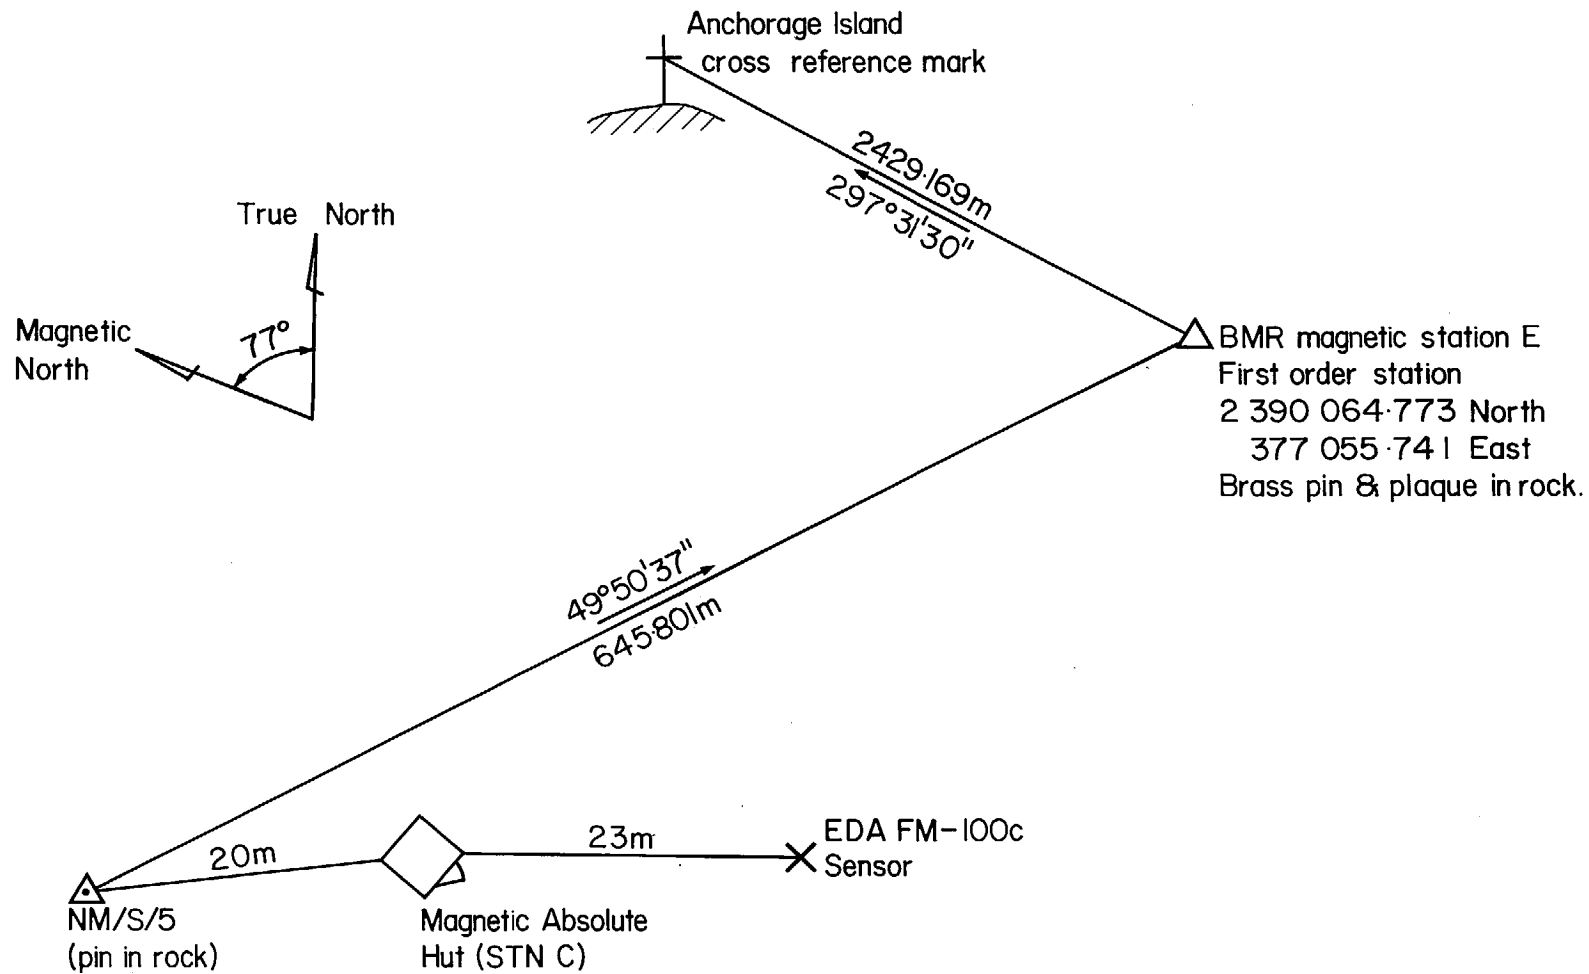 Anchorage Island
cross reference mark
2429·169m
297°31'30"
True North
Magnetic
North
77°
BMR magnetic station E
First order station
2 390 064·773 North
377 055·741 East
Brass pin & plaque in rock.
49°50'37"
645·801m
20m
23m
EDA FM-100c
Sensor
NM/S/5
(pin in rock)
Magnetic Absolute
Hut (STN C)